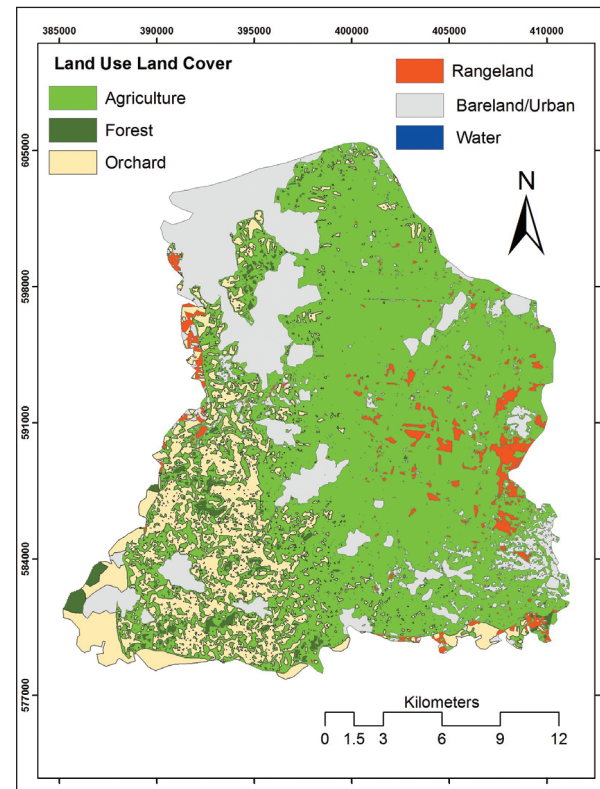 385000 390000 395000 400000 405000 410000
Land Use Land Cover
Agriculture
Forest
Orchard
Rangeland
Bareland/Urban
Water
N
605000
598000
591000
584000
577000
Kilometers
0 1.5 3 6 9 12